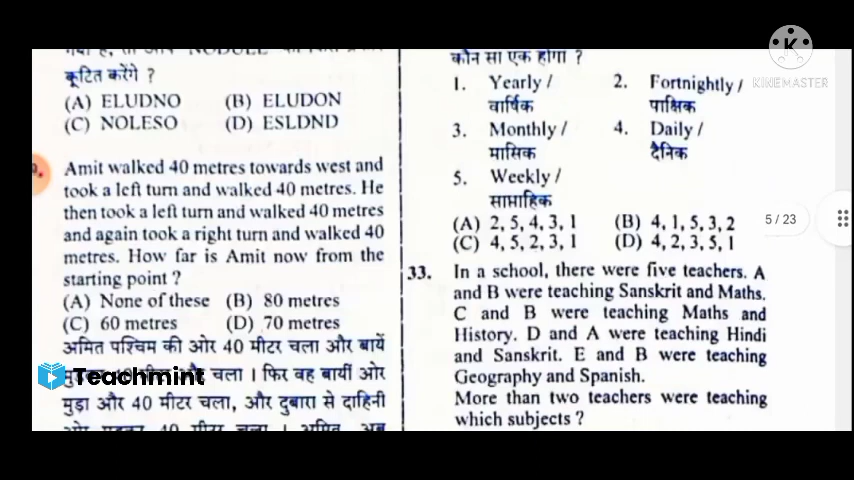 कूटित करेंगे ?
(A) ELUDNO (B) ELUDON
(C) NOLESO (D) ESLDND
Amit walked 40 metres towards west and
took a left turn and walked 40 metres. He
then took a left turn and walked 40 metres
and again took a right turn and walked 40
metres. How far is Amit now from the
starting point ?
(A) None of these (B) 80 metres
(C) 60 metres (D) 70 metres
अमित पश्चिम की ओर 40 मीटर चला और बायें
चला । फिर वह बायीं ओर
मुड़ा और 40 मीटर चला, और दुबारा से दाहिनी
Teachmint
कौन सा एक होगा ?
1. Yearly / 2. Fortnightly /
वार्षिक पाक्षिक
3. Monthly / 4. Daily /
मासिक दैनिक
5. Weekly /
साप्ताहिक
(A) 2, 5, 4, 3, 1 (B) 4, 1, 5, 3, 2
(C) 4, 5, 2, 3, 1 (D) 4, 2, 3, 5, 1
33. In a school, there were five teachers. A
and B were teaching Sanskrit and Maths.
C and B were teaching Maths and
History. D and A were teaching Hindi
and Sanskrit. E and B were teaching
Geography and Spanish.
More than two teachers were teaching
which subjects ?
K
KINEMASTER
5 / 23